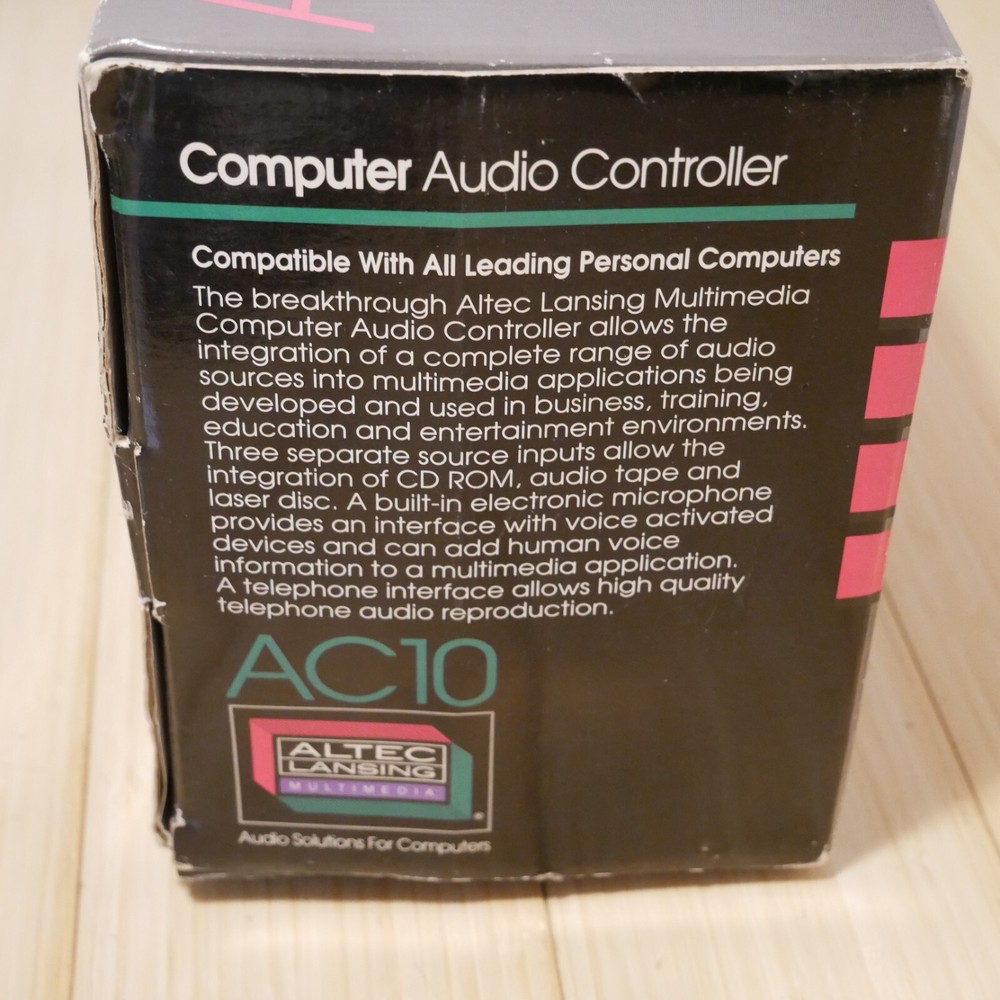 Computer Audio Controller
Compatible With All Leading Personal Computers
The breakthrough Altec Lansing Multimedia
Computer Audio Controller allows the
integration of a complete range of audio
sources into multimedia applications being
developed and used in business, training,
education and entertainment environments.
Three separate source inputs allow the
integration of CD ROM, audio tape and
laser disc. A built-in electronic microphone
provides an interface with voice activated
devices and can add human voice
information to a multimedia application.
A telephone interface allows high quality
telephone audio reproduction.
AC10
ALTEC
LANSING
MULTIMEDIA
®
Audio Solutions For Computers